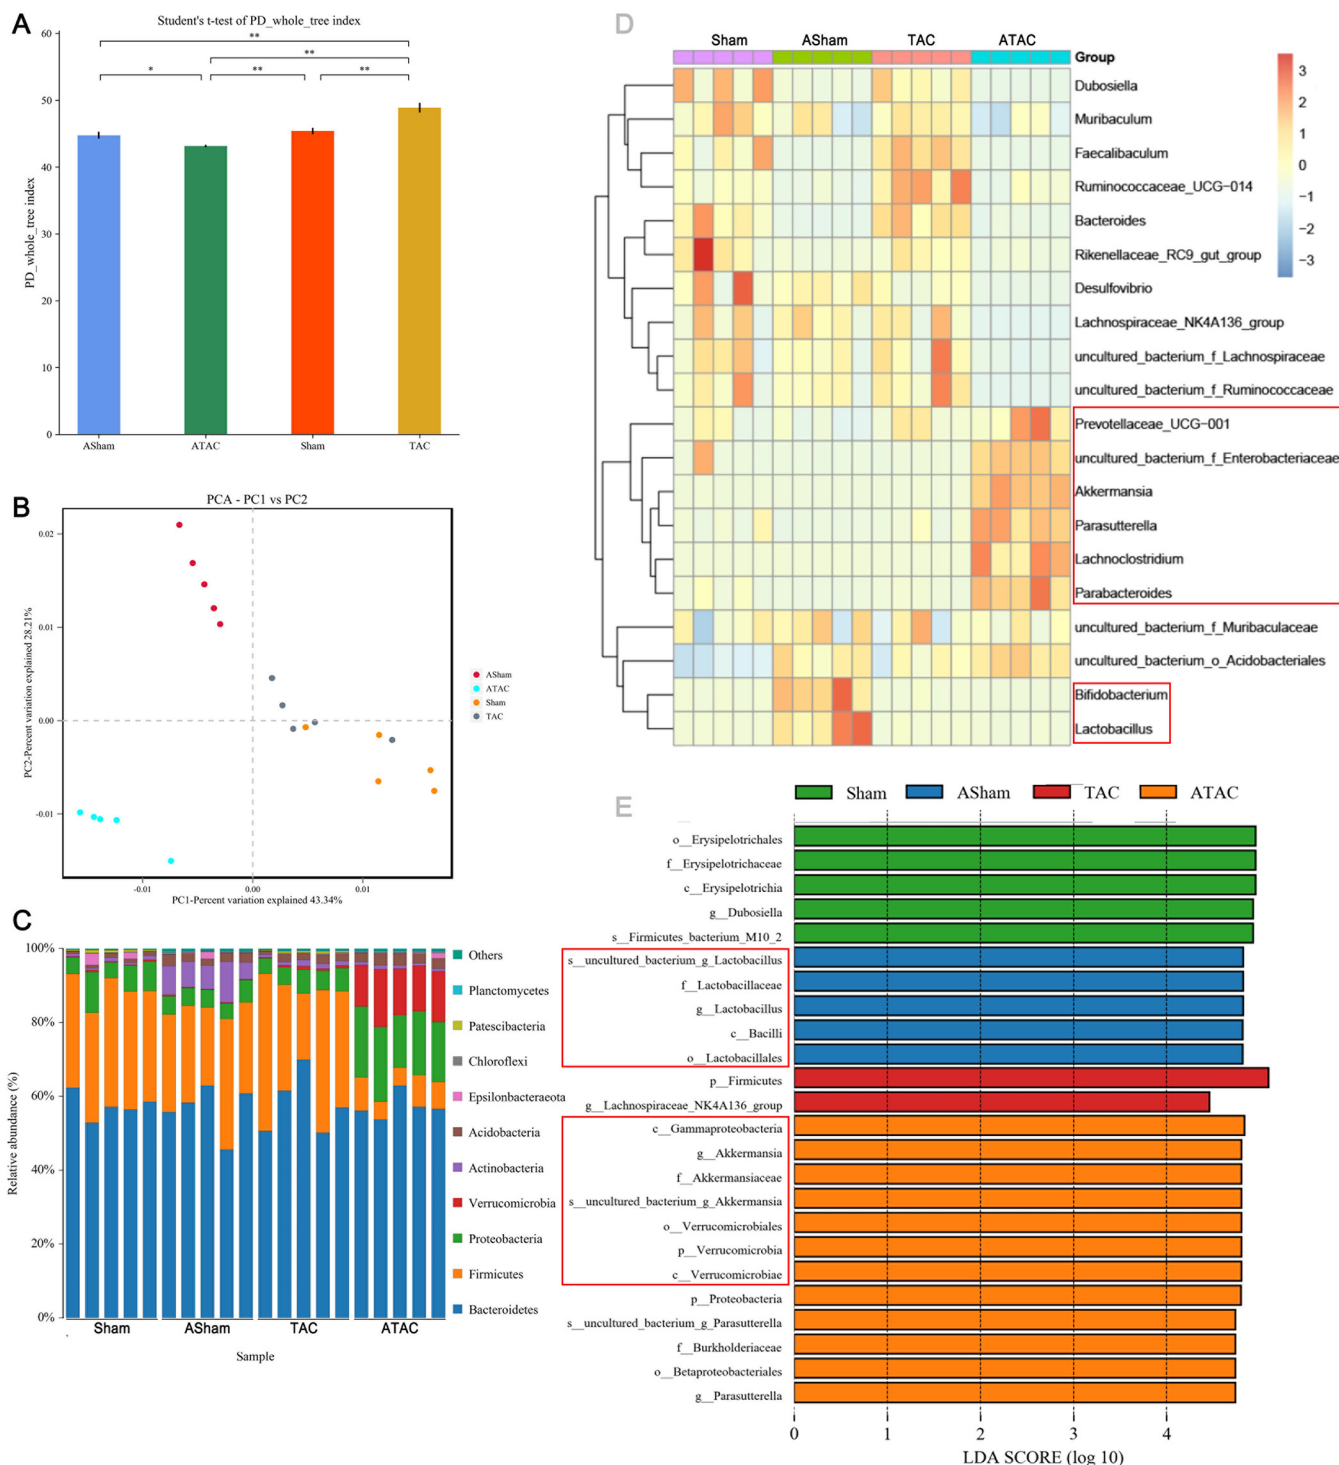 A
Student's t-test of PD_whole_tree index
**
**
*
**
**
60
50
40
30
20
10
0
PD_whole_tree index
ASham
ATAC
Sham
TAC
B
PCA - PC1 vs PC2
0.02
0.01
0.00
-0.01
PC2-Percent variation explained 28.21%
-0.01
0.00
0.01
PC1-Percent variation explained 43.34%
ASham
ATAC
Sham
TAC
C
100%
80%
60%
40%
20%
0%
Relative abundance (%)
Sham
ASham
TAC
ATAC
Sample
Others
Planctomycetes
Patescibacteria
Chloroflexi
Epsilonbacteraeota
Acidobacteria
Actinobacteria
Verrucomicrobia
Proteobacteria
Firmicutes
Bacteroidetes
D
Sham
ASham
TAC
ATAC
Group
Dubosiella
Muribaculum
Faecalibaculum
Ruminococcaceae_UCG-014
Bacteroides
Rikenellaceae_RC9_gut_group
Desulfovibrio
Lachnospiraceae_NK4A136_group
uncultured_bacterium_f_Lachnospiraceae
uncultured_bacterium_f_Ruminococcaceae
Prevotellaceae_UCG-001
uncultured_bacterium_f_Enterobacteriaceae
Akkermansia
Parasutterella
Lachnoclostridium
Parabacteroides
uncultured_bacterium_f_Muribaculaceae
uncultured_bacterium_o_Acidobacteriales
Bifidobacterium
Lactobacillus
3
2
1
0
-1
-2
-3
E
Sham
ASham
TAC
ATAC
o__Erysipelotrichales
f__Erysipelotrichaceae
c__Erysipelotrichia
g__Dubosiella
s__Firmicutes_bacterium_M10_2
s__uncultured_bacterium_g_Lactobacillus
f__Lactobacillaceae
g__Lactobacillus
c__Bacilli
o__Lactobacillales
p__Firmicutes
g__Lachnospiraceae_NK4A136_group
c__Gammaproteobacteria
g__Akkermansia
f__Akkermansiaceae
s__uncultured_bacterium_g_Akkermansia
o__Verrucomicrobiales
p__Verrucomicrobia
c__Verrucomicrobiae
p__Proteobacteria
s__uncultured_bacterium_g_Parasutterella
f__Burkholderiaceae
o__Betaproteobacteriales
g__Parasutterella
0
1
2
3
4
LDA SCORE (log 10)